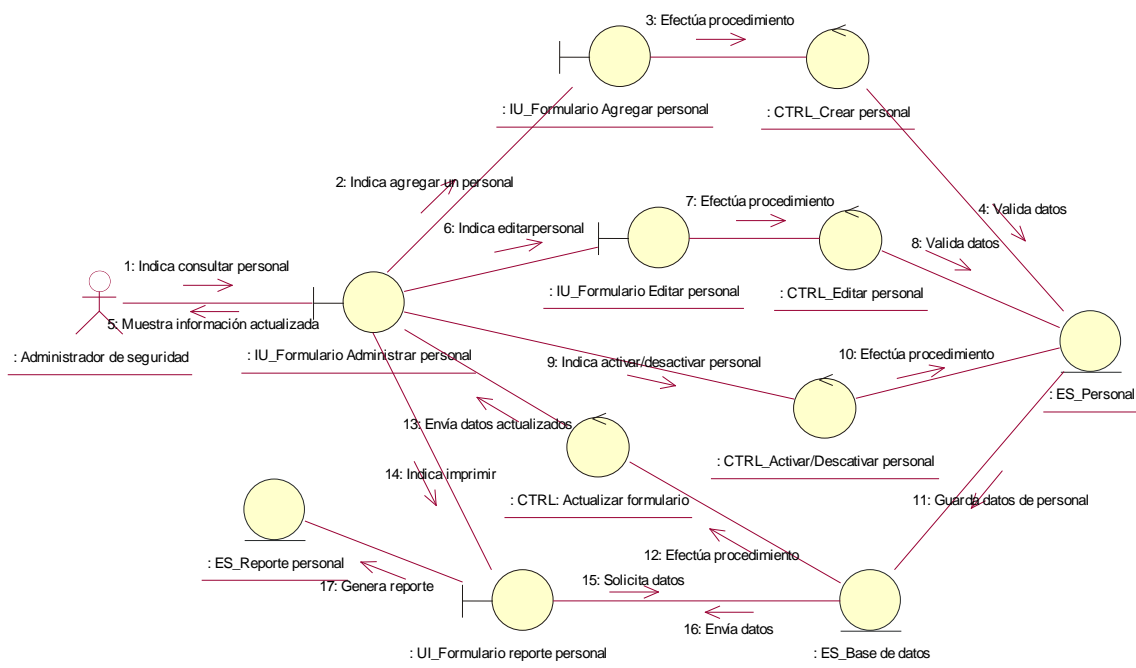 3: Efectúa procedimiento
: IU_Formulario Agregar personal
: CTRL_Crear personal
2: Indica agregar un personal
4: Valida datos
7: Efectúa procedimiento
6: Indica editarpersonal
8: Valida datos
1: Indica consultar personal
: IU_Formulario Editar personal
: CTRL_Editar personal
5: Muestra información actualizada
: Administrador de seguridad
: IU_Formulario Administrar personal
9: Indica activar/desactivar personal
10: Efectúa procedimiento
: ES_Personal
13: Envía datos actualizados
: CTRL_Activar/Descativar personal
14: Indica imprimir
: CTRL: Actualizar formulario
11: Guarda datos de personal
12: Efectúa procedimiento
: ES_Reporte personal
17: Genera reporte
15: Solicita datos
16: Envía datos
: UI_Formulario reporte personal
: ES_Base de datos